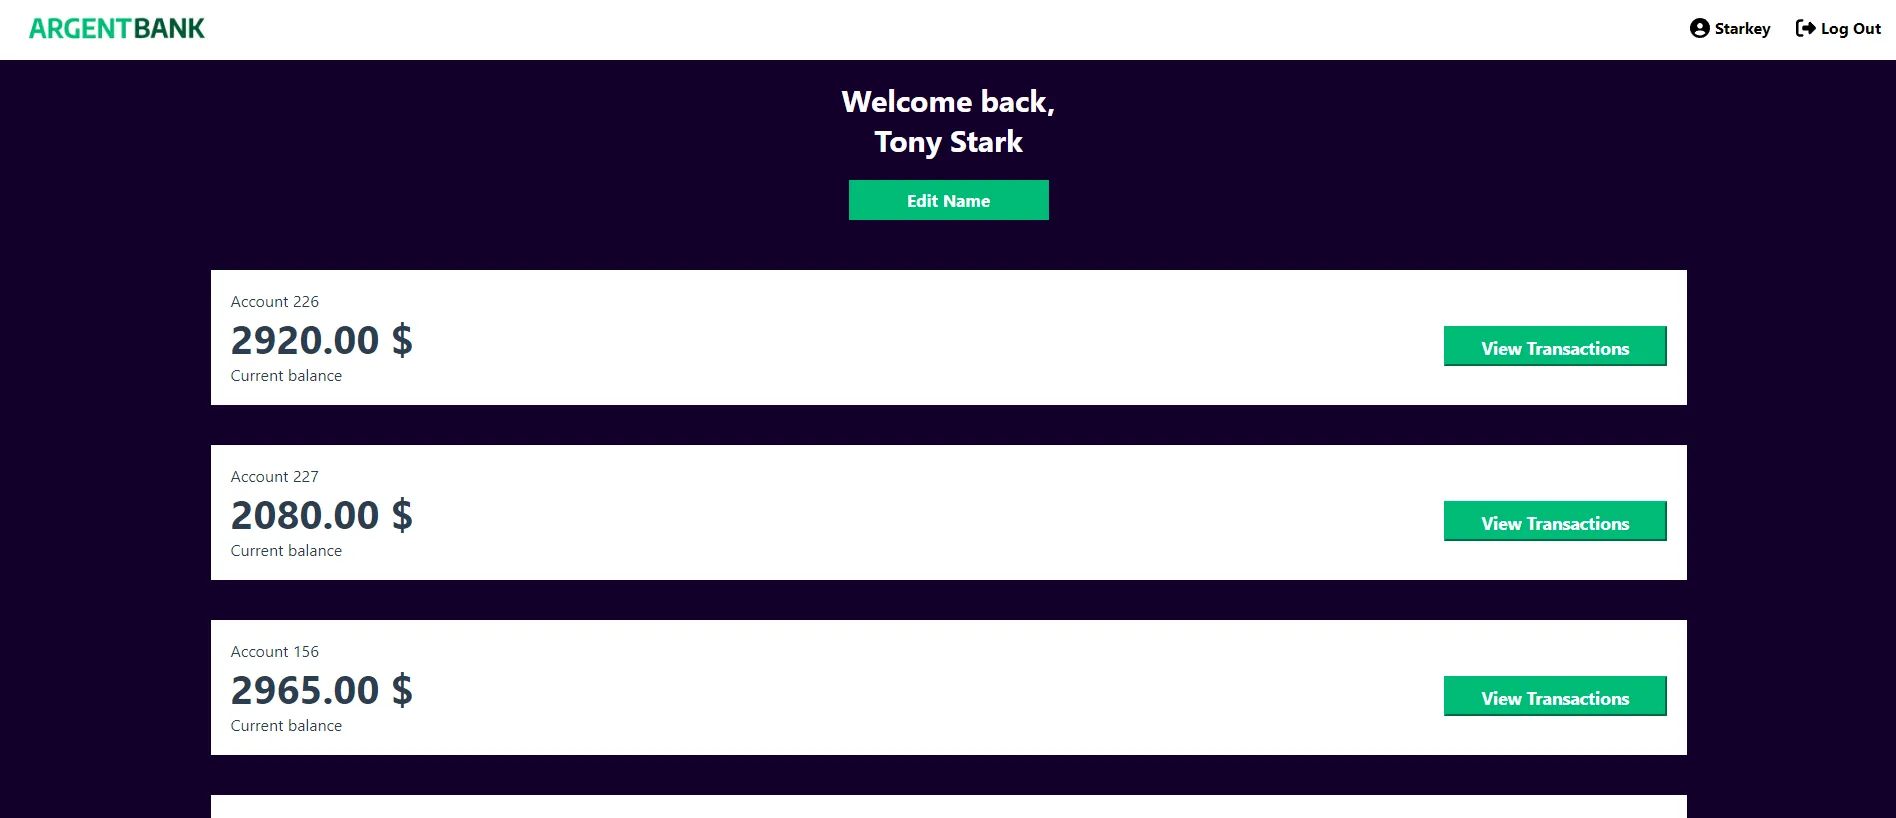 ARGENTBANK
Starkey
Log Out
Welcome back,
Tony Stark
Edit Name
Account 226
2920.00 $
Current balance
View Transactions
Account 227
2080.00 $
Current balance
View Transactions
Account 156
2965.00 $
Current balance
View Transactions